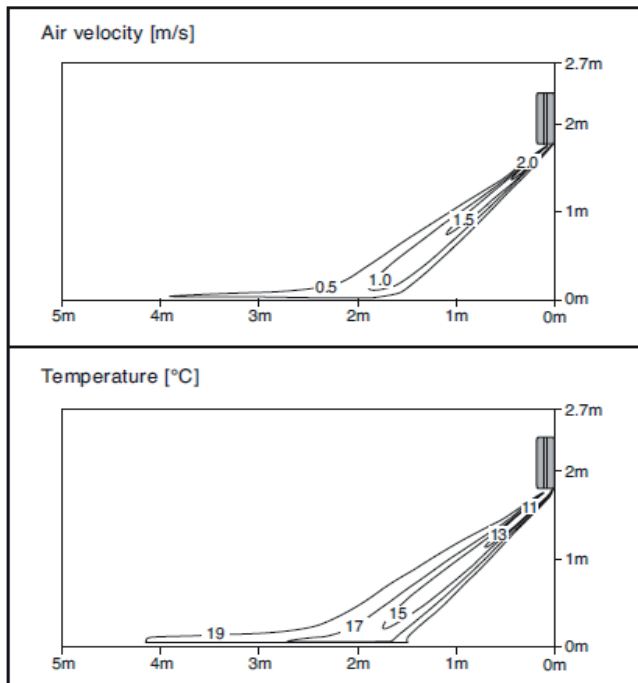 Air velocity [m/s]
2.7m
2m
2.0
1.5
1m
1.0
0.5
0m
5m 4m 3m 2m 1m 0m
Temperature [°C]
2.7m
2m
11
13
1m
15
17
19
0m
5m 4m 3m 2m 1m 0m